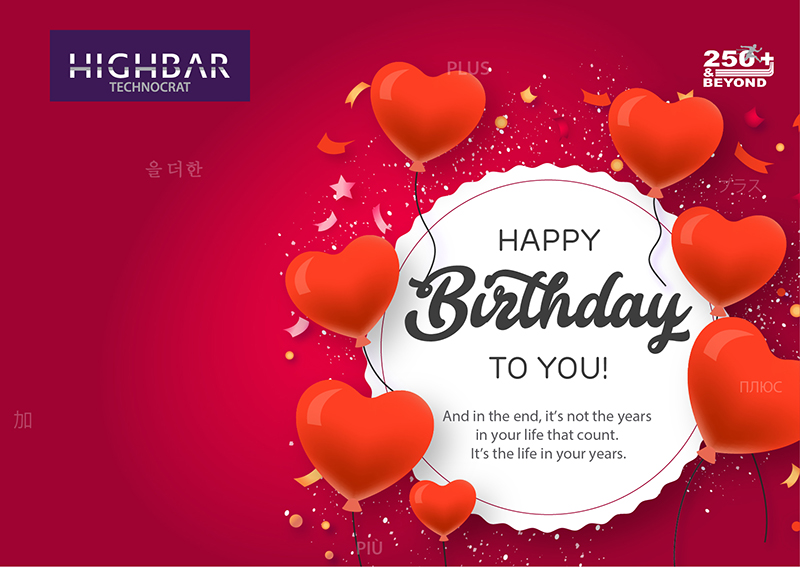 HIGHBAR
TECHNOCRAT
PLUS
250+
&
BEYOND
을 더한
プラス
HAPPY
Birthday
TO YOU!
ПЛЮС
加
And in the end, it's not the years
in your life that count.
It's the life in your years.
PIÙ